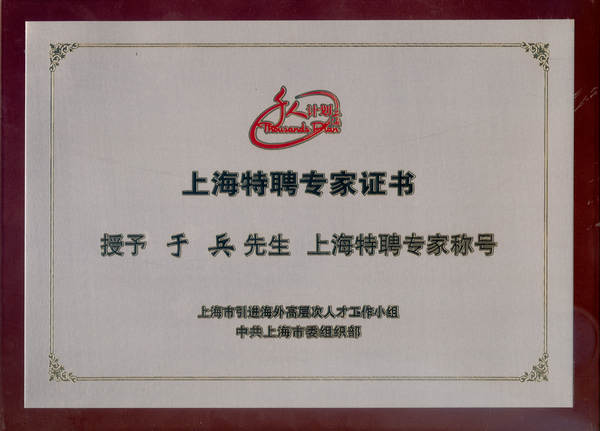 千人计划
Thousands Plan
上海特聘专家证书
授予 于 兵 先生 上海特聘专家称号
上海市引进海外高层次人才工作小组
中共上海市委组织部